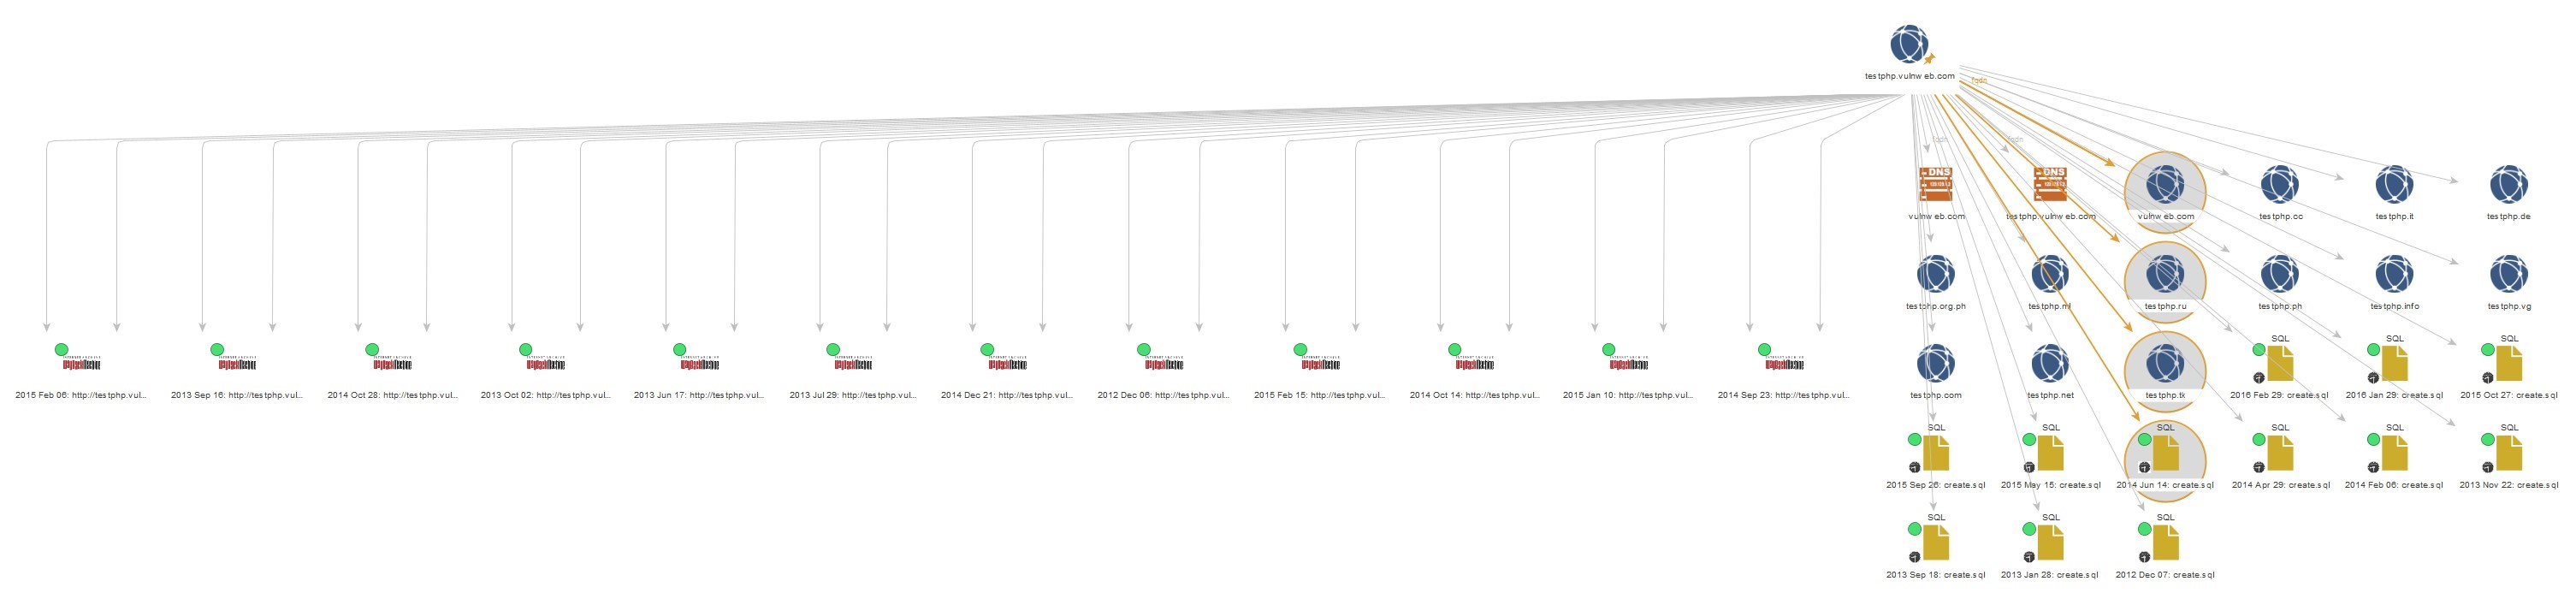 testphp.vulnweb.com
fqdn
fqdn
fqdn
DNS
DNS
vulnweb.com
testphp.vulnweb.com
vulnweb.com
testphp.cc
testphp.it
testphp.de
testphp.org.ph
testphp.ml
testphp.ru
testphp.ph
testphp.info
testphp.vg
SQL
SQL
SQL
2015 Feb 06: http://testphp.vul...
2013 Sep 16: http://testphp.vul...
2014 Oct 28: http://testphp.vul...
2013 Oct 02: http://testphp.vul...
2013 Jun 17: http://testphp.vul...
2013 Jul 29: http://testphp.vul...
2014 Dec 21: http://testphp.vul...
2012 Dec 06: http://testphp.vul...
2015 Feb 15: http://testphp.vul...
2014 Oct 14: http://testphp.vul...
2015 Jan 10: http://testphp.vul...
2014 Sep 23: http://testphp.vul...
testphp.com
testphp.net
testphp.tk
2016 Feb 29: create.sql
2016 Jan 29: create.sql
2015 Oct 27: create.sql
SQL
SQL
SQL
SQL
SQL
SQL
2015 Sep 26: create.sql
2015 May 15: create.sql
2014 Jun 14: create.sql
2014 Apr 29: create.sql
2014 Feb 06: create.sql
2013 Nov 22: create.sql
SQL
SQL
SQL
2013 Sep 18: create.sql
2013 Jan 28: create.sql
2012 Dec 07: create.sql